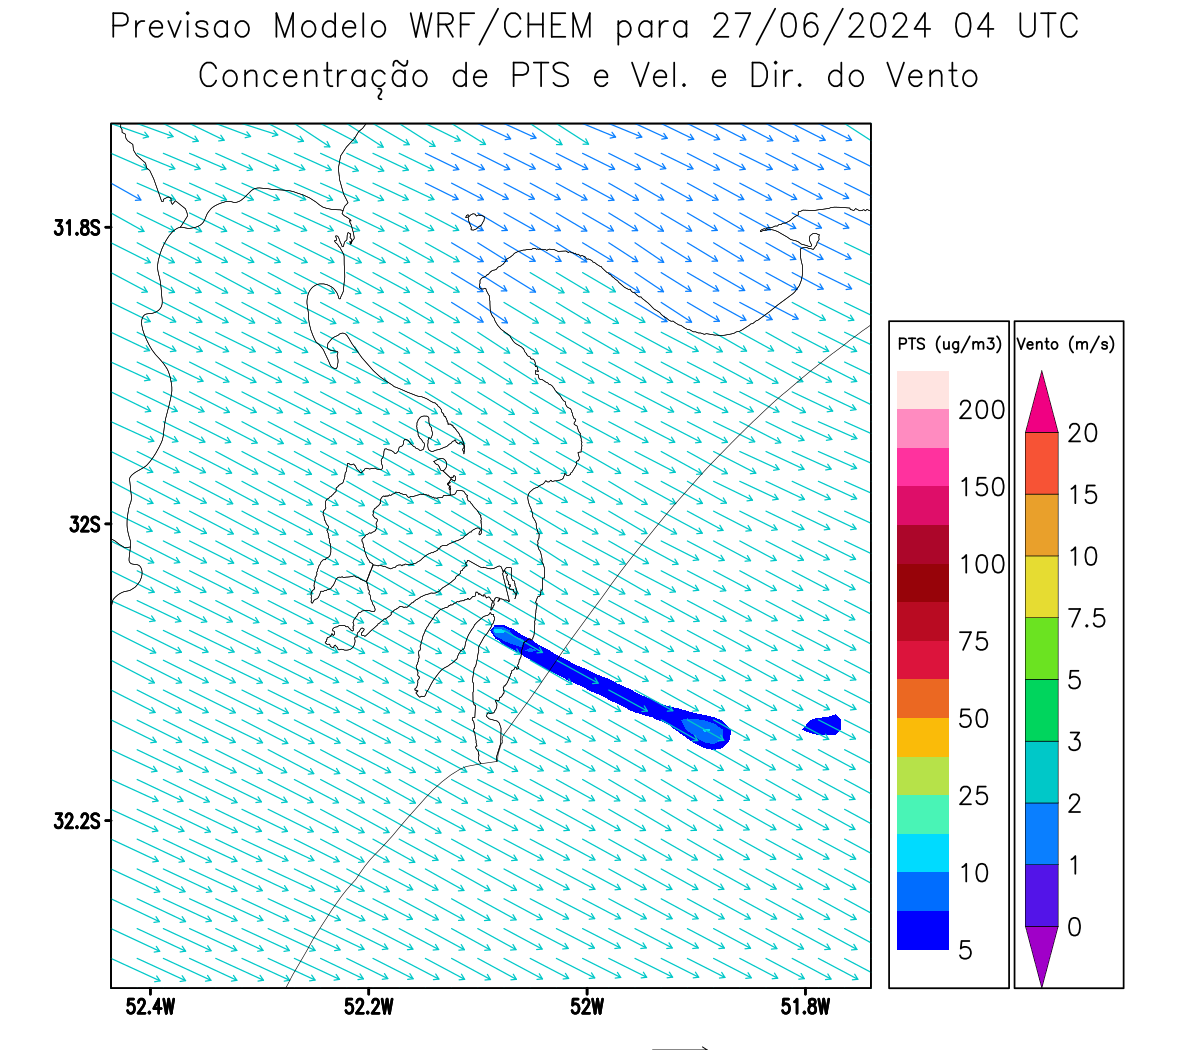 Previsao Modelo WRF/CHEM para 27/06/2024 04 UTC
Concentração de PTS e Vel. e Dir. do Vento
31.8S
32S
32.2S
52.4W
52.2W
52W
51.8W
PTS (ug/m3)
200
150
100
75
50
25
10
5
Vento (m/s)
20
15
10
7.5
5
3
2
1
0